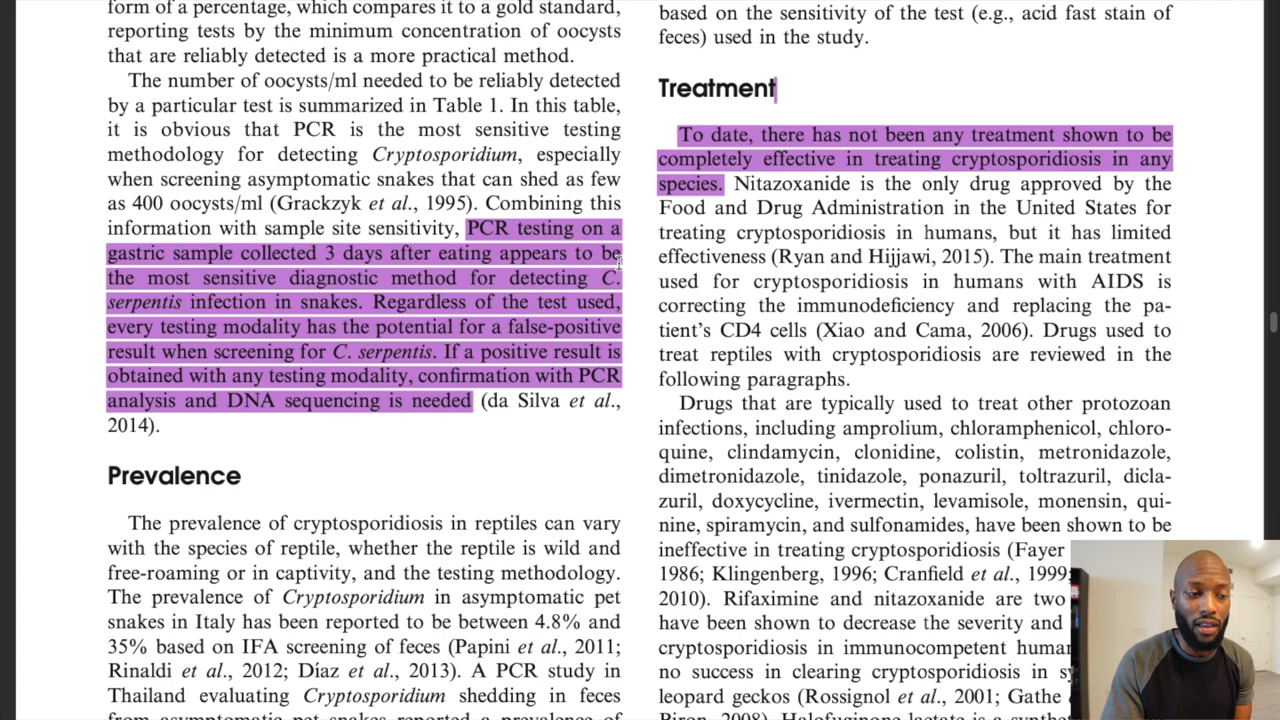 form of a percentage, which compares it to a gold standard,
reporting tests by the minimum concentration of oocysts
that are reliably detected is a more practical method.
The number of oocysts/ml needed to be reliably detected
by a particular test is summarized in Table 1. In this table,
it is obvious that PCR is the most sensitive testing
methodology for detecting Cryptosporidium, especially
when screening asymptomatic snakes that can shed as few
as 400 oocysts/ml (Grackzyk et al., 1995). Combining this
information with sample site sensitivity, PCR testing on a
gastric sample collected 3 days after eating appears to be
the most sensitive diagnostic method for detecting C.
serpentis infection in snakes. Regardless of the test used,
every testing modality has the potential for a false-positive
result when screening for C. serpentis. If a positive result is
obtained with any testing modality, confirmation with PCR
analysis and DNA sequencing is needed (da Silva et al.,
2014).
Prevalence
The prevalence of cryptosporidiosis in reptiles can vary
with the species of reptile, whether the reptile is wild and
free-roaming or in captivity, and the testing methodology.
The prevalence of Cryptosporidium in asymptomatic pet
snakes in Italy has been reported to be between 4.8% and
35% based on IFA screening of feces (Papini et al., 2011;
Rinaldi et al., 2012; Díaz et al., 2013). A PCR study in
Thailand evaluating Cryptosporidium shedding in feces
from asymptomatic pet snakes reported a prevalence of
based on the sensitivity of the test (e.g., acid fast stain of
feces) used in the study.
Treatment
To date, there has not been any treatment shown to be
completely effective in treating cryptosporidiosis in any
species. Nitazoxanide is the only drug approved by the
Food and Drug Administration in the United States for
treating cryptosporidiosis in humans, but it has limited
effectiveness (Ryan and Hijjawi, 2015). The main treatment
used for cryptosporidiosis in humans with AIDS is
correcting the immunodeficiency and replacing the pa-
tient's CD4 cells (Xiao and Cama, 2006). Drugs used to
treat reptiles with cryptosporidiosis are reviewed in the
following paragraphs.
Drugs that are typically used to treat other protozoan
infections, including amprolium, chloramphenicol, chloro-
quine, clindamycin, clonidine, colistin, metronidazole,
dimetronidazole, tinidazole, ponazuril, toltrazuril, dicla-
zuril, doxycycline, ivermectin, levamisole, monensin, qui-
nine, spiramycin, and sulfonamides, have been shown to be
ineffective in treating cryptosporidiosis (Fayer
1986; Klingenberg, 1996; Cranfield et al., 1999;
2010). Rifaximine and nitazoxanide are two
have been shown to decrease the severity and
cryptosporidiosis in immunocompetent human
no success in clearing cryptosporidiosis in
leopard geckos (Rossignol et al., 2001; Gathe
Piron, 2008). Halofuginone lactate is a